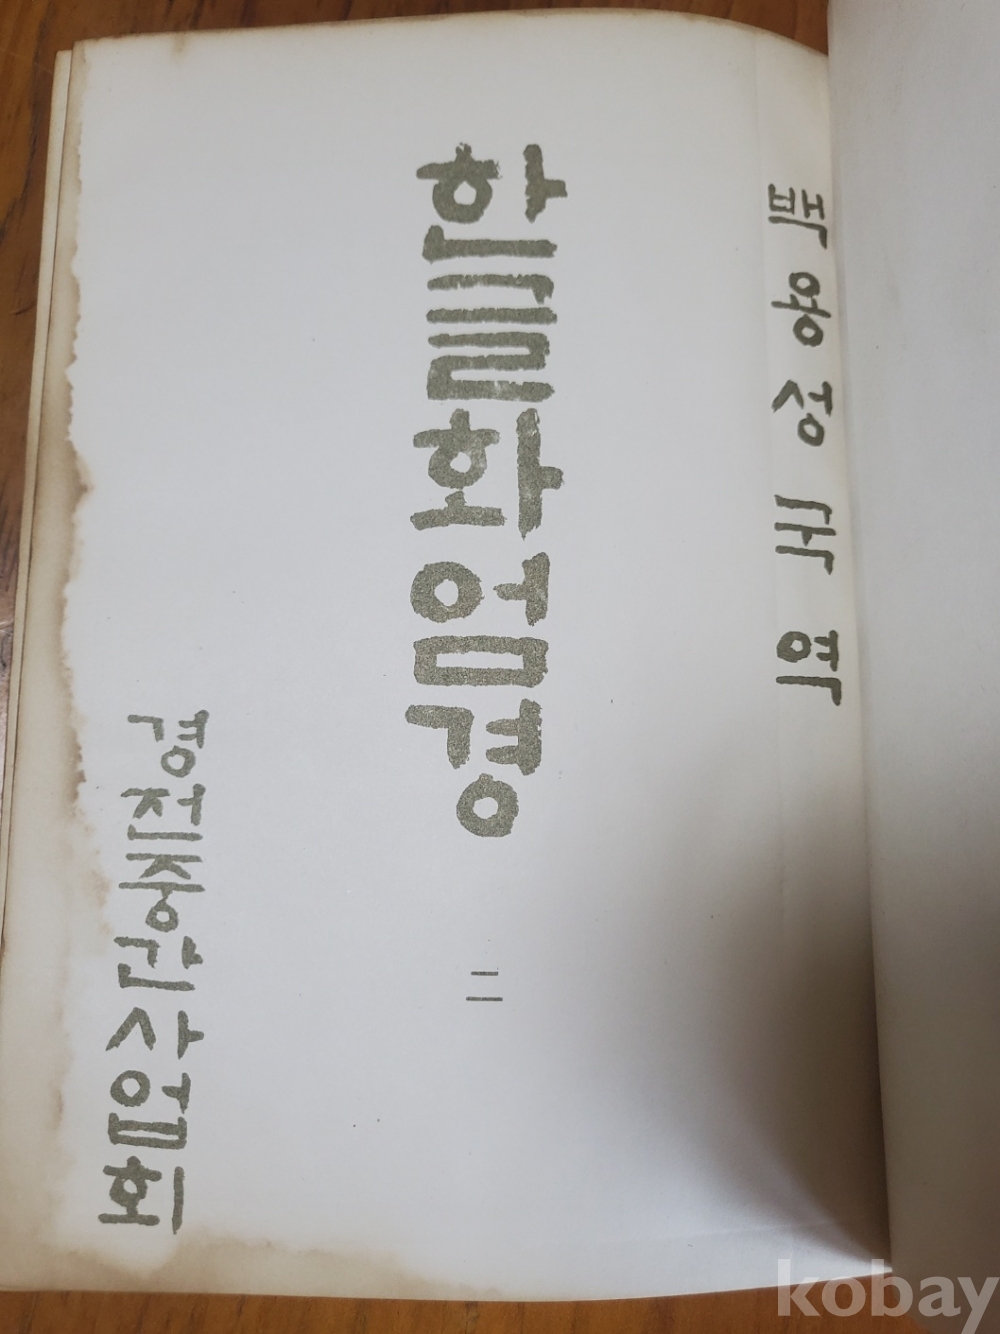 백용성 국역
한글화엄경 二
경전중간사업회
kobay